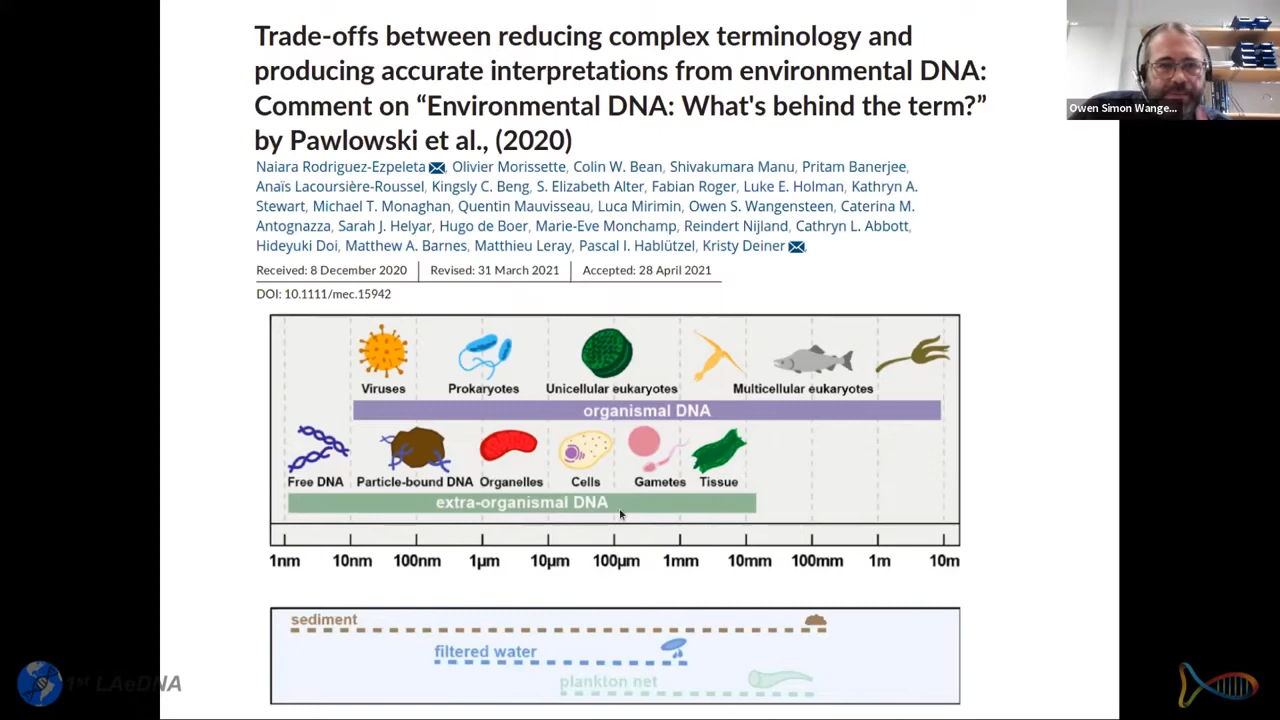 Trade-offs between reducing complex terminology and
producing accurate interpretations from environmental DNA:
Comment on “Environmental DNA: What's behind the term?”
by Pawlowski et al., (2020)
Naiara Rodriguez-Ezpeleta, Olivier Morissette, Colin W. Bean, Shivakumara Manu, Pritam Banerjee,
Anaïs Lacoursière-Roussel, Kingsly C. Beng, S. Elizabeth Alter, Fabian Roger, Luke E. Holman, Kathryn A.
Stewart, Michael T. Monaghan, Quentin Mauvisseau, Luca Mirimin, Owen S. Wangensteen, Caterina M.
Antognazza, Sarah J. Helyar, Hugo de Boer, Marie-Eve Monchamp, Reindert Nijland, Cathryn L. Abbott,
Hideyuki Doi, Matthew A. Barnes, Matthieu Leray, Pascal I. Hablützel, Kristy Deiner,
Received: 8 December 2020 | Revised: 31 March 2021 | Accepted: 28 April 2021
DOI: 10.1111/mec.15942
Owen Simon Wange...
Viruses Prokaryotes Unicellular eukaryotes Multicellular eukaryotes
organismal DNA
Free DNA Particle-bound DNA Organelles Cells Gametes Tissue
extra-organismal DNA
1nm 10nm 100nm 1µm 10µm 100µm 1mm 10mm 100mm 1m 10m
sediment
filtered water
plankton net
1st LAeDNA